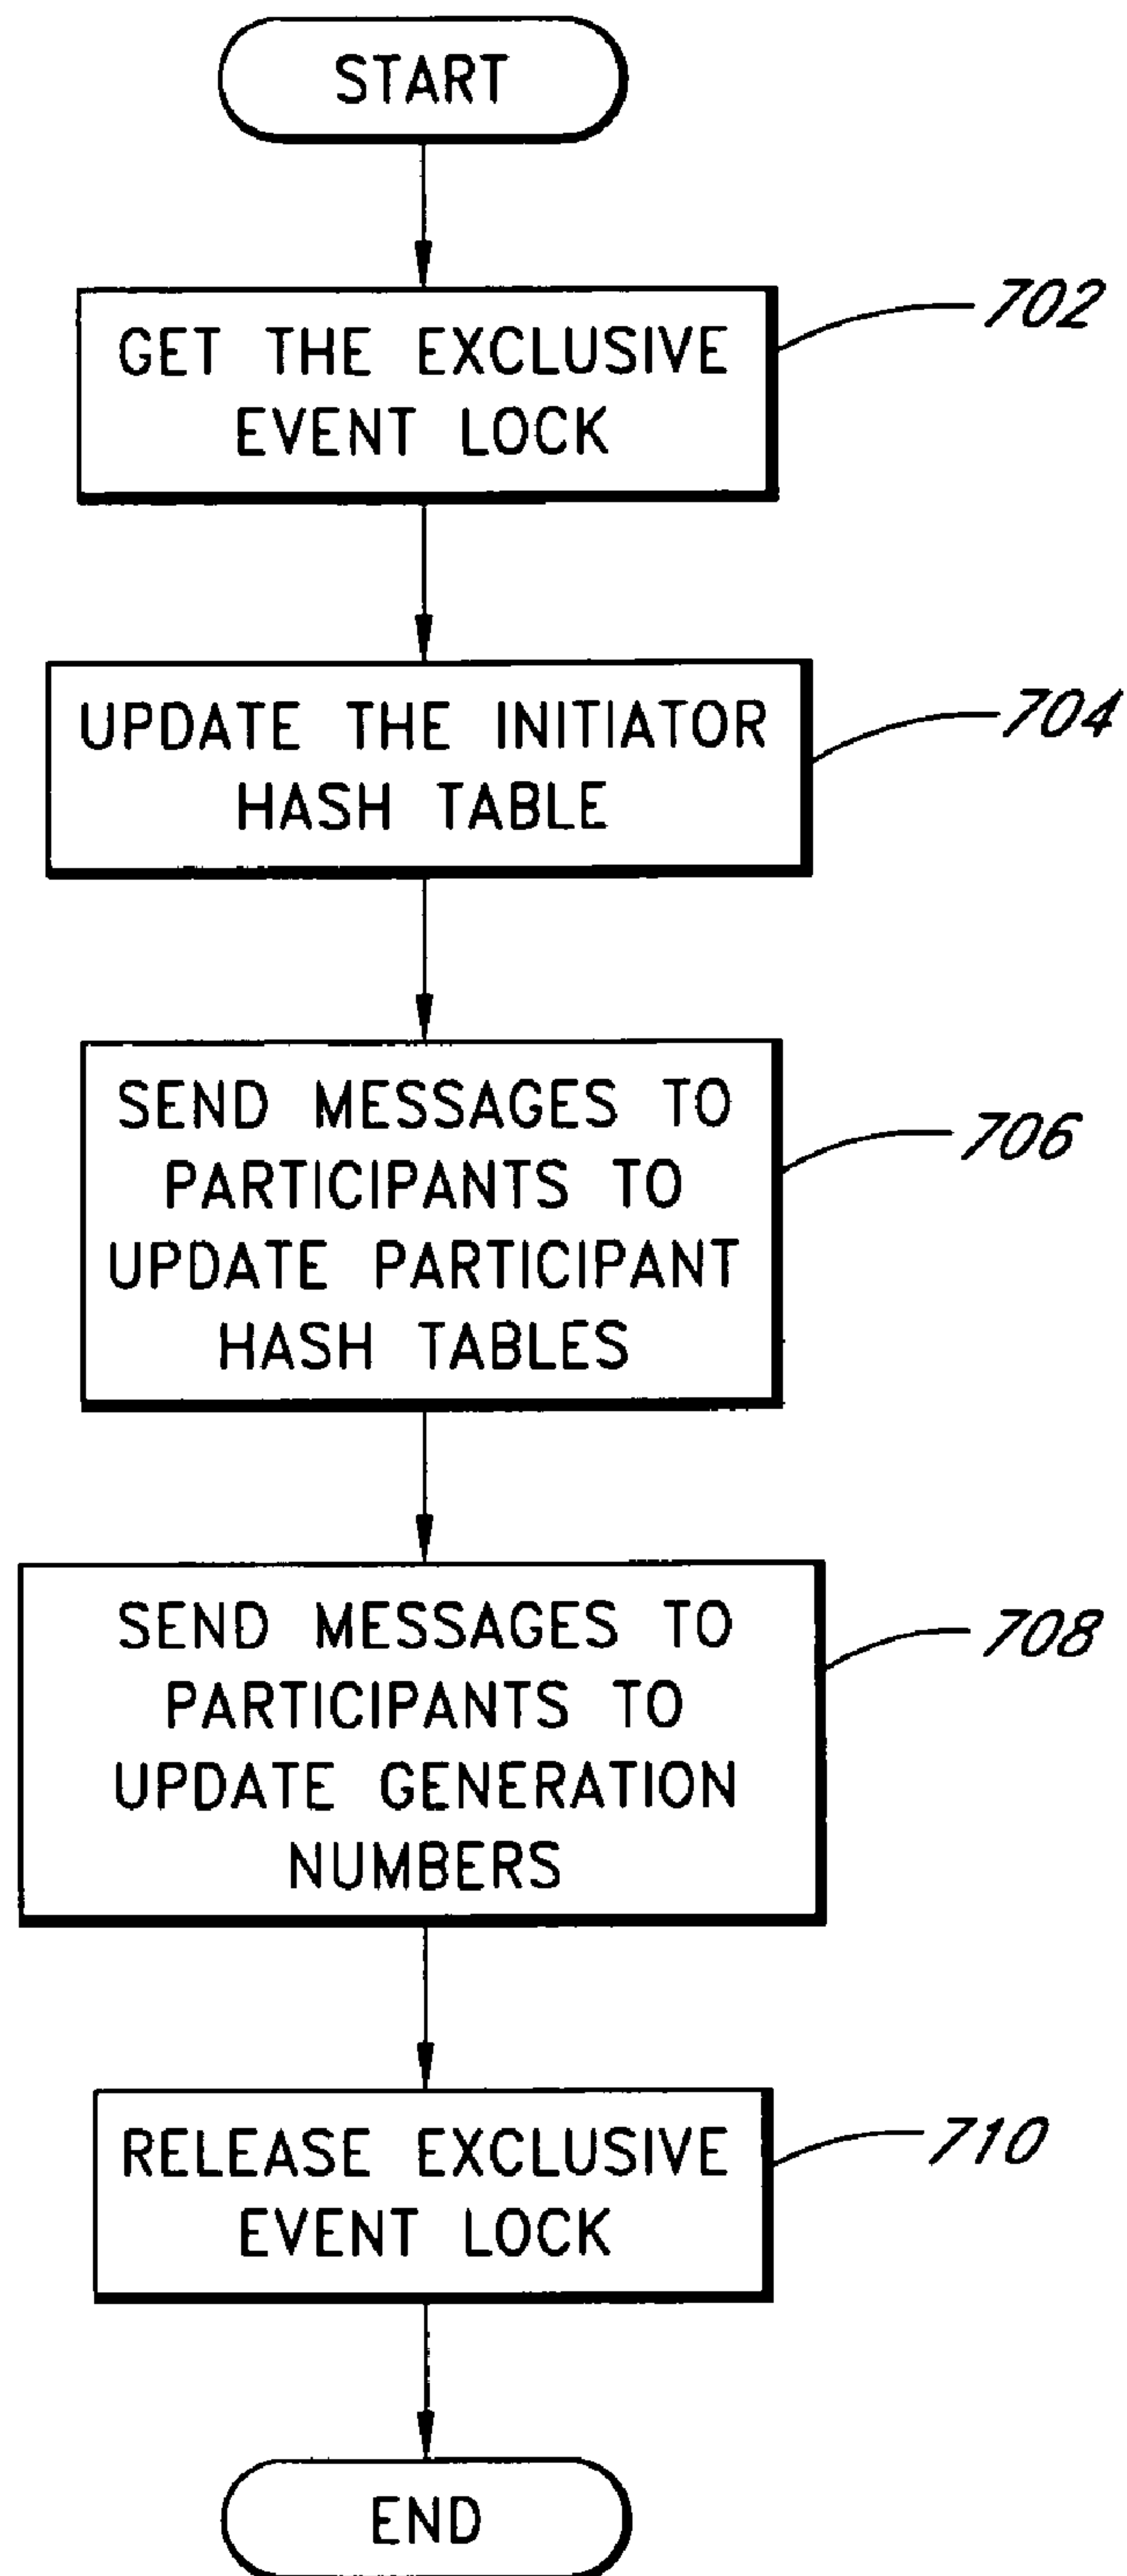 START
GET THE EXCLUSIVE
EVENT LOCK
702
UPDATE THE INITIATOR
HASH TABLE
704
SEND MESSAGES TO
PARTICIPANTS TO
UPDATE PARTICIPANT
HASH TABLES
706
SEND MESSAGES TO
PARTICIPANTS TO
UPDATE GENERATION
NUMBERS
708
RELEASE EXCLUSIVE
EVENT LOCK
710
END